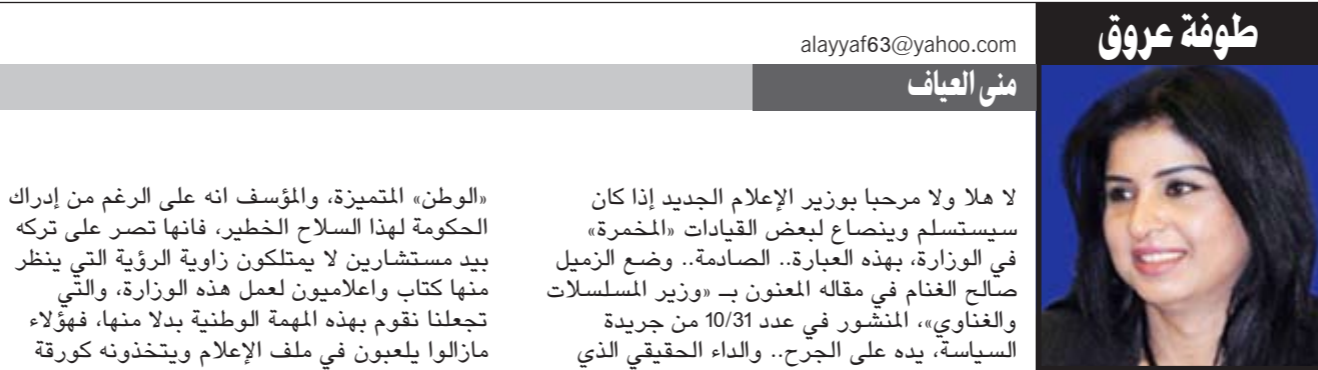 طوفة عروق
alayyaf63@yahoo.com
منى العياف
لا هلا ولا مرحبا بوزير الإعلام الجديد إذا كان
سيستسلم وينصاع لبعض القيادات «المخمرة»
في الوزارة، بهذه العبارة.. الصادمة.. وضع الزميل
صالح الغنام في مقاله المعنون بـ «وزير المسلسلات
والغناوي»، المنشور في عدد 10/31 من جريدة
السياسة، يده على الجرح.. والداء الحقيقي الذي
«الوطن» المتميزة، والمؤسف انه على الرغم من إدراك
الحكومة لهذا السلاح الخطير، فانها تصر على تركه
بيد مستشارين لا يمتلكون زاوية الرؤية التي ينظر
منها كتاب واعلاميون لعمل هذه الوزارة، والتي
تجعلنا نقوم بهذه المهمة الوطنية بدلا منها، فهؤلاء
مازالوا يلعبون في ملف الإعلام ويتخذونه كورقة